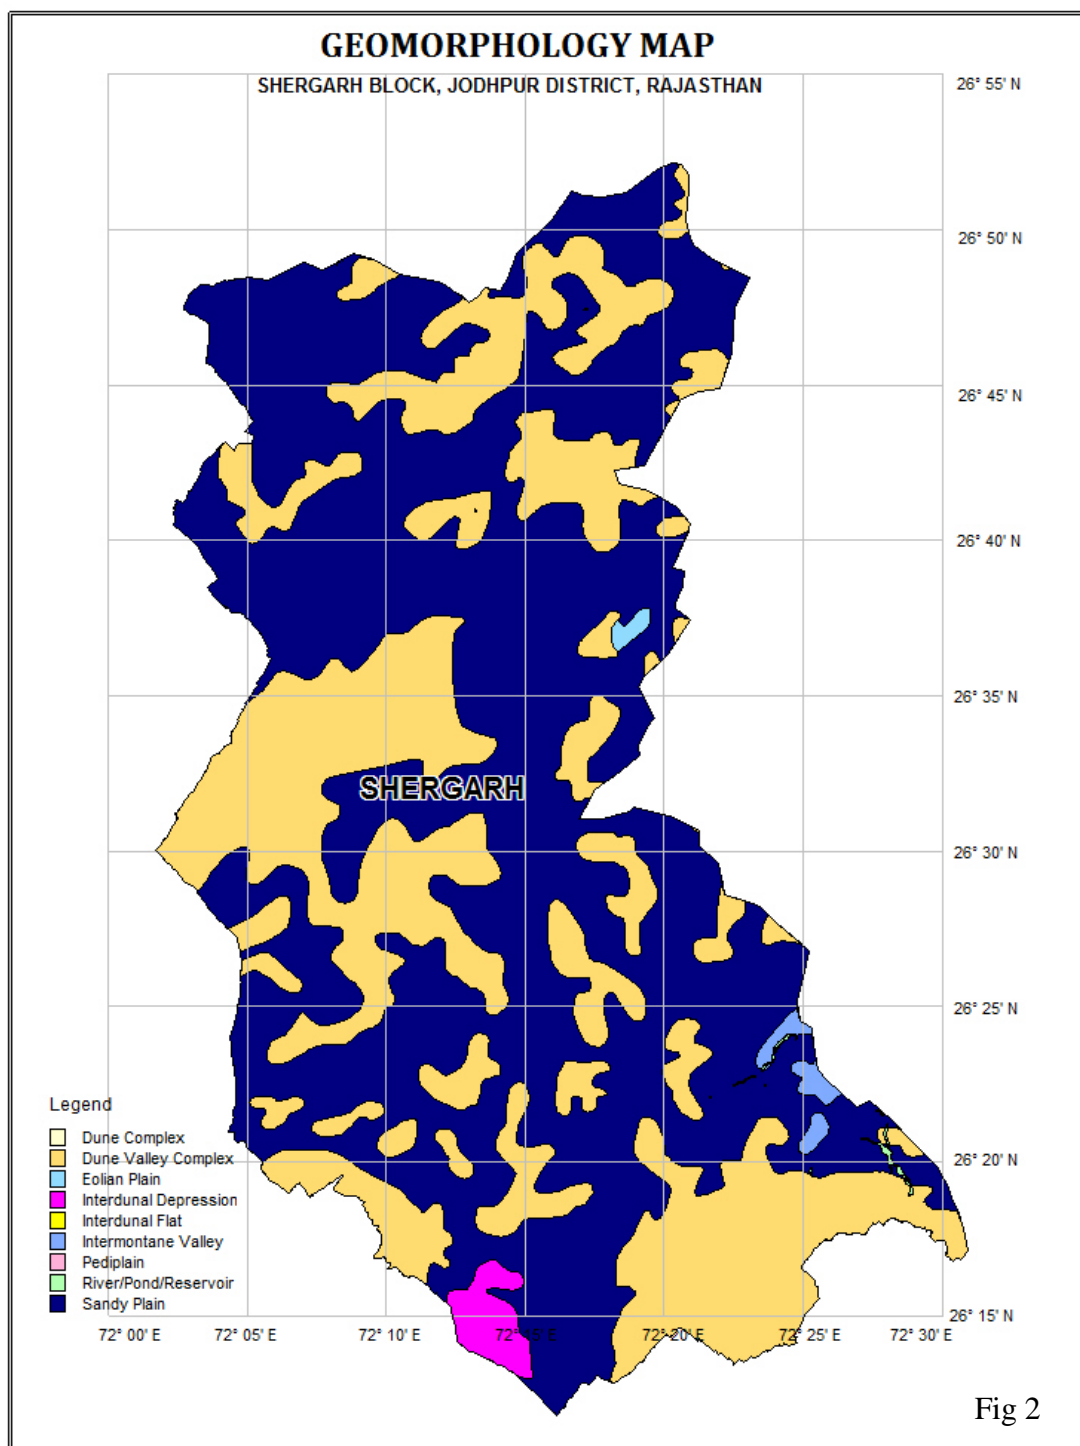 GEOMORPHOLOGY MAP
SHERGARH BLOCK, JODHPUR DISTRICT, RAJASTHAN
26° 55' N
26° 50' N
26° 45' N
26° 40' N
26° 35' N
SHERGARH
26° 30' N
26° 25' N
26° 20' N
26° 15' N
Legend
Dune Complex
Dune Valley Complex
Eolian Plain
Interdunal Depression
Interdunal Flat
Intermontane Valley
Pediplain
River/Pond/Reservoir
Sandy Plain
72° 00' E 72° 05' E 72° 10' E 72° 15' E 72° 20' E 72° 25' E 72° 30' E
Fig 2